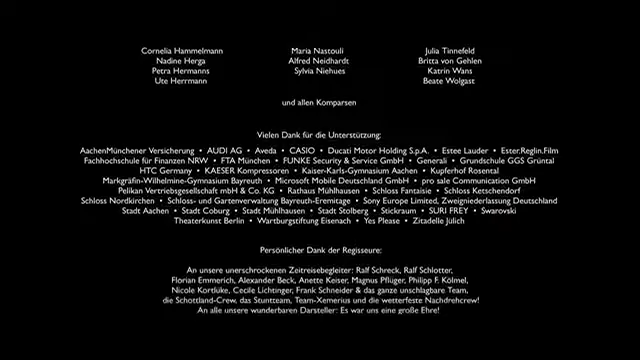 Cornelia Hammelmann Maria Nastouli Julia Tinnefeld
Nadine Herga Alfred Neidhardt Britta von Gehlen
Petra Hermanns Sylvia Niehues Katrin Wans
Ute Herrmann Beate Wolgast
und allen Komparsen
Vielen Dank für die Unterstützung:
AachenMünchener Versicherung • AUDI AG • Aveda • CASIO • Ducati Motor Holding S.p.A. • Estee Lauder • Ester.Reglin.Film
Fachhochschule für Finanzen NRW • FTA München • FUNKE Security & Service GmbH • Generali • Grundschule GGS Grüntal
HTC Germany • KAESER Kompressoren • Kaiser-Karls-Gymnasium Aachen • Kupferhof Rosental
Markgräfin-Wilhelmine-Gymnasium Bayreuth • Microsoft Mobile Deutschland GmbH • pro sale Communication GmbH
Pelikan Vertriebsgesellschaft mbH & Co. KG • Rathaus Mühlhausen • Schloss Fantaisie • Schloss Ketschendorf
Schloss Nordkirchen • Schloss- und Gartenverwaltung Bayreuth-Eremitage • Sony Europe Limited, Zweigniederlassung Deutschland
Stadt Aachen • Stadt Coburg • Stadt Mühlhausen • Stadt Stolberg • Stickraum • SURI FREY • Swarovski
Theaterkunst Berlin • Wartburgstiftung Eisenach • Yes Please • Zitadelle Jülich
Persönlicher Dank der Regisseure:
An unsere unerschrockenen Zeitreisebegleiter: Ralf Schreck, Ralf Schlotter,
Florian Emmerich, Alexander Beck, Anette Keiser, Magnus Pflüger, Philipp F. Kölmel,
Nicole Kortlüke, Cecile Lichtinger, Frank Schneider & das ganze unschlagbare Team,
die Schottland-Crew, das Stuntteam, Team-Xemerius und die wetterfeste Nachdrehcrew!
An alle unsere wunderbaren Darsteller: Es war uns eine große Ehre!